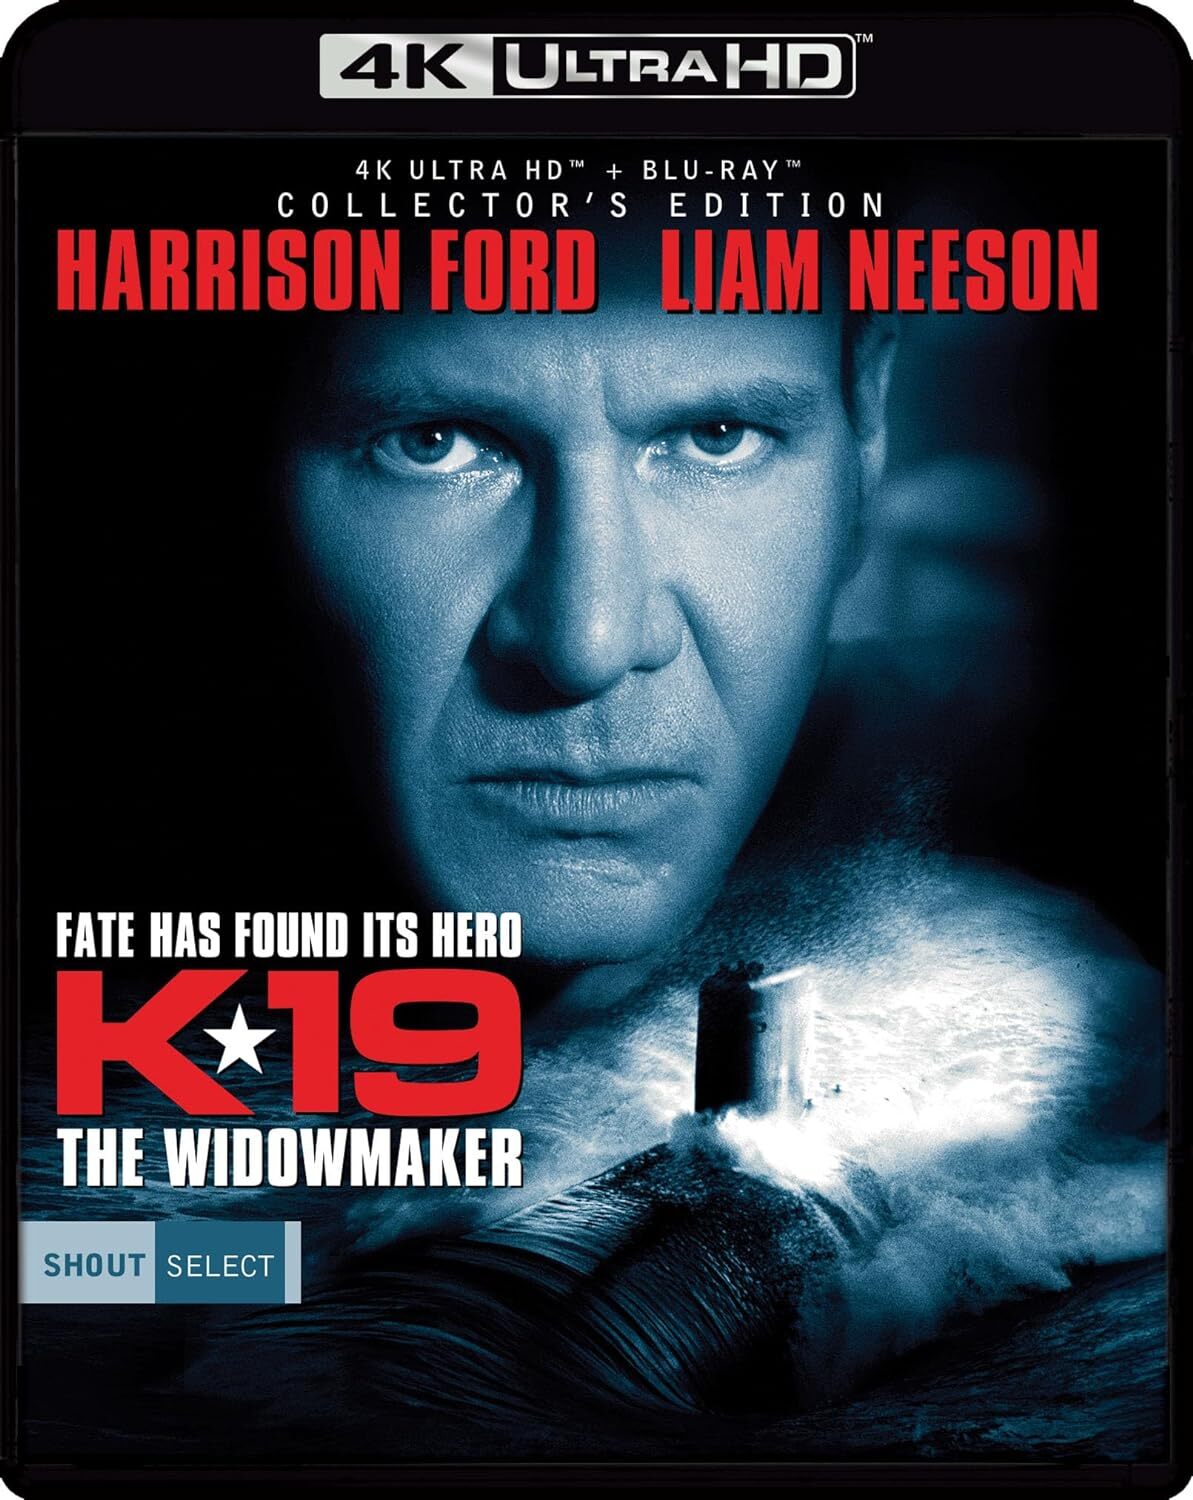 4K ULTRA HD™
4K ULTRA HD™ + BLU-RAY™
COLLECTOR'S EDITION
HARRISON FORD LIAM NEESON
FATE HAS FOUND ITS HERO
K★19
THE WIDOWMAKER
SHOUT SELECT